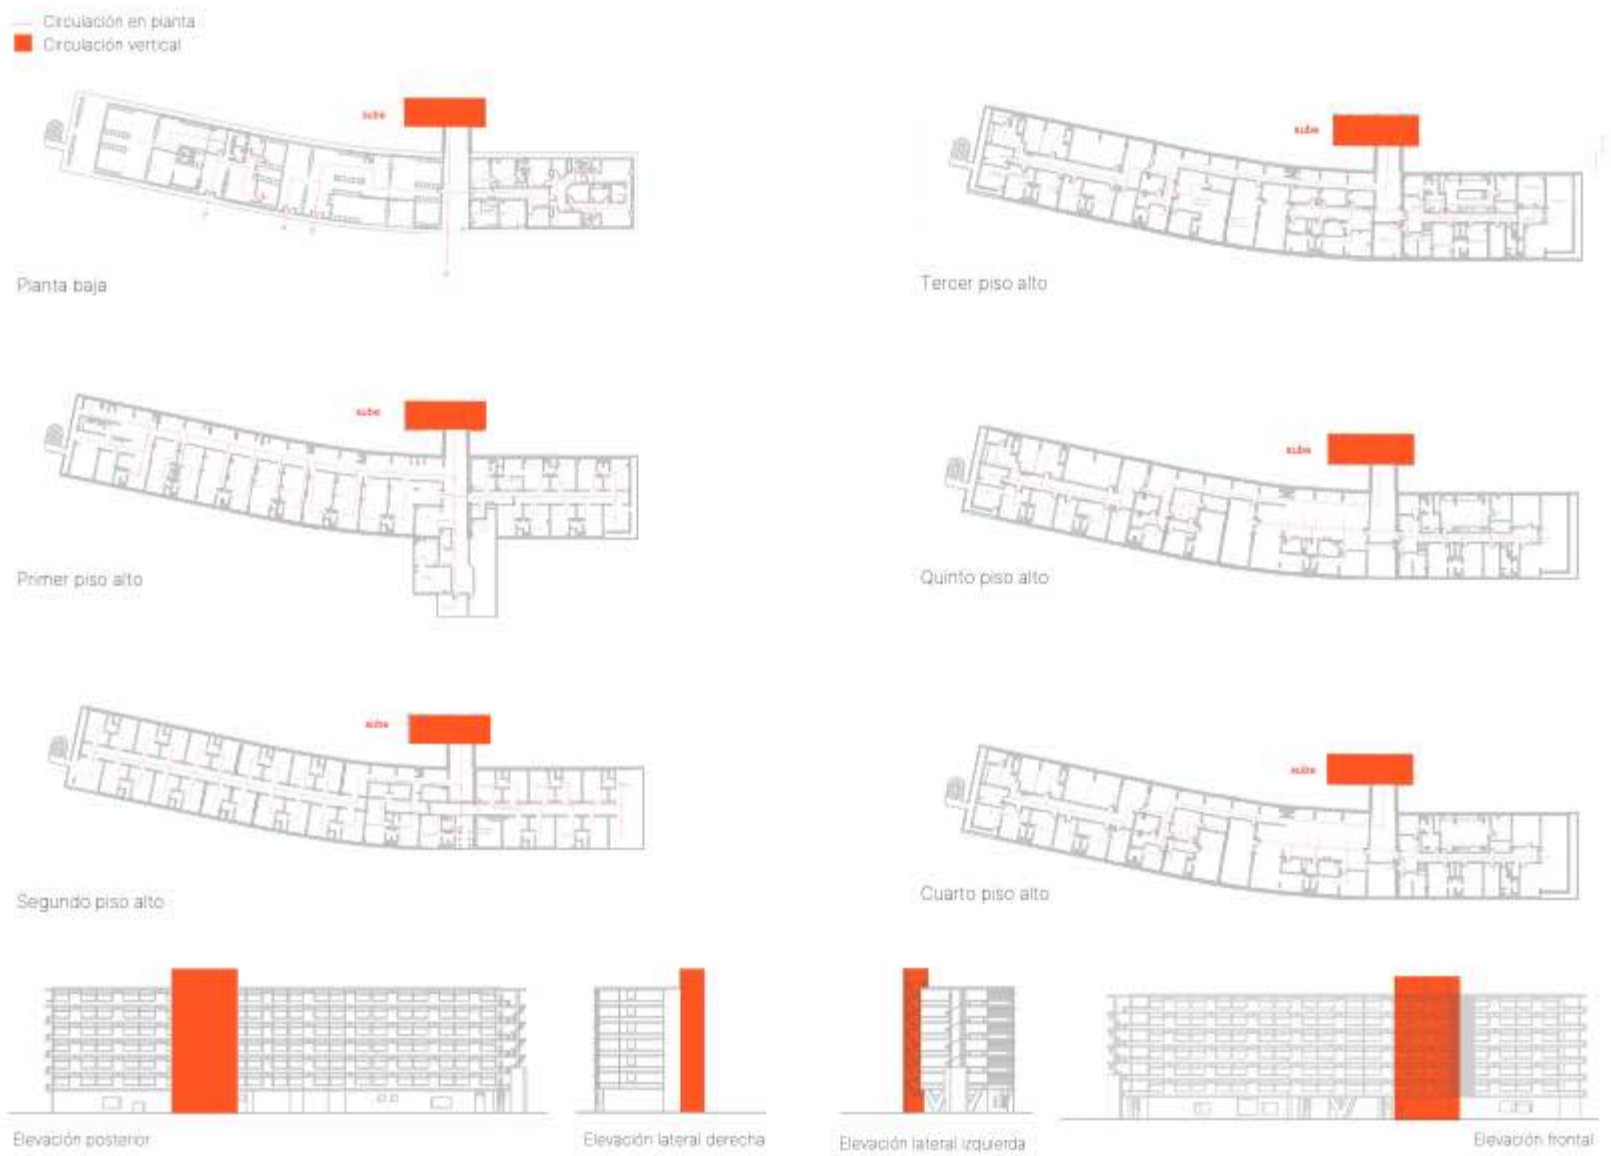 Circulación en planta
Circulación vertical
sube
sube
Planta baja
Tercer piso alto
sube
sube
Primer piso alto
Quinto piso alto
sube
sube
Segundo piso alto
Cuarto piso alto
Elevación posterior
Elevación lateral derecha
Elevación lateral izquierda
Elevación frontal